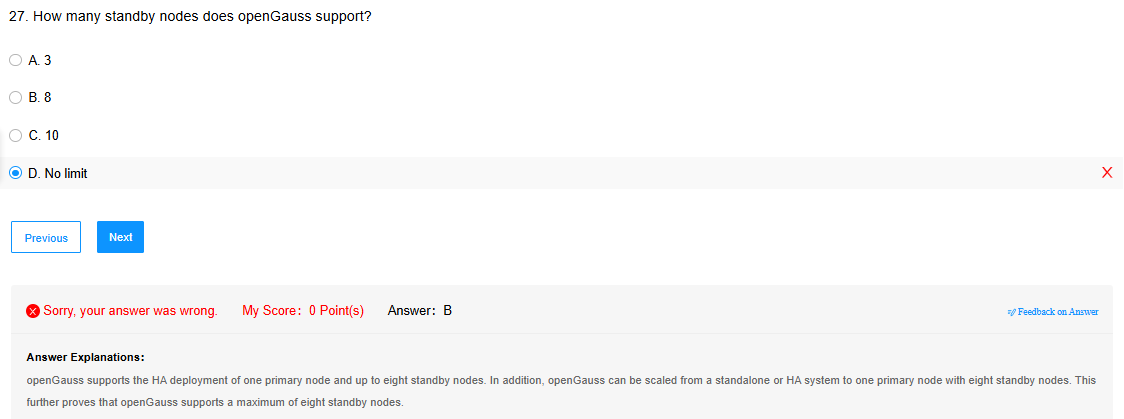 27. How many standby nodes does openGauss support?
A. 3
B. 8
C. 10
D. No limit
X
Previous Next
Sorry, your answer was wrong. My Score: 0 Point(s) Answer: B Feedback on Answer
Answer Explanations:
openGauss supports the HA deployment of one primary node and up to eight standby nodes. In addition, openGauss can be scaled from a standalone or HA system to one primary node with eight standby nodes. This
further proves that openGauss supports a maximum of eight standby nodes.